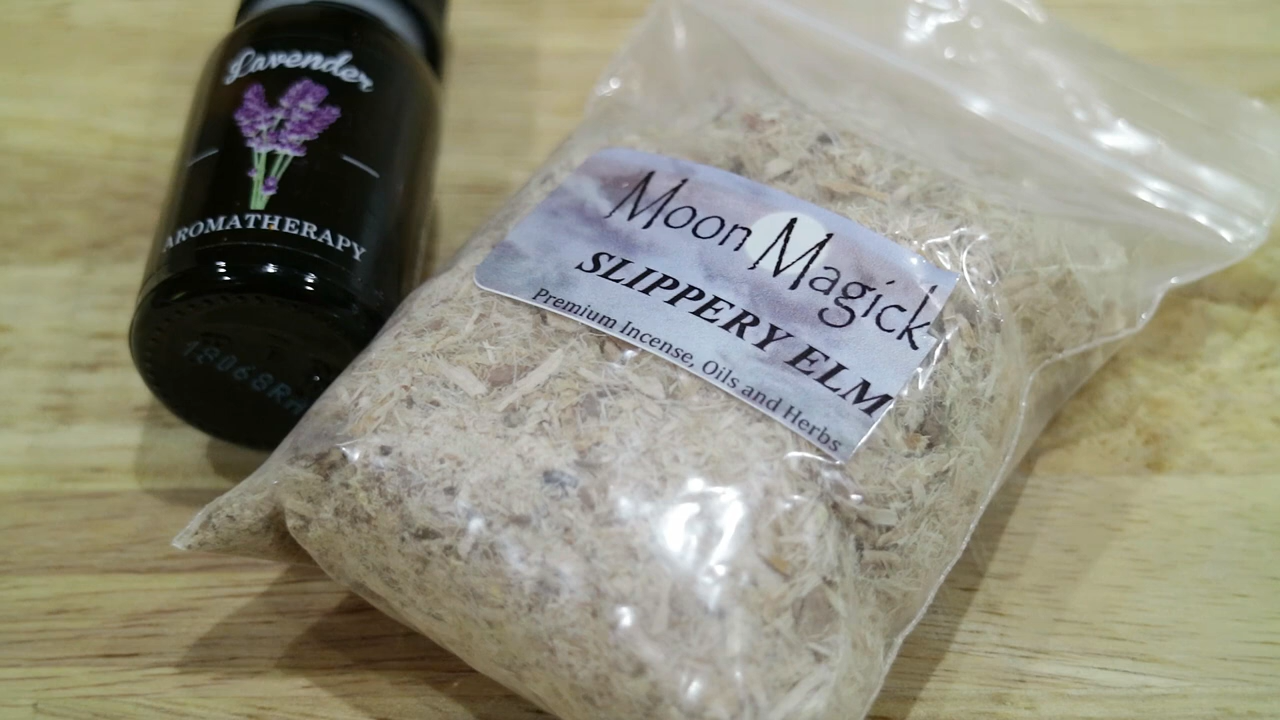 Lavender
AROMATHERAPY
Moon Magick
SLIPPERY ELM
Premium Incense, Oils and Herbs